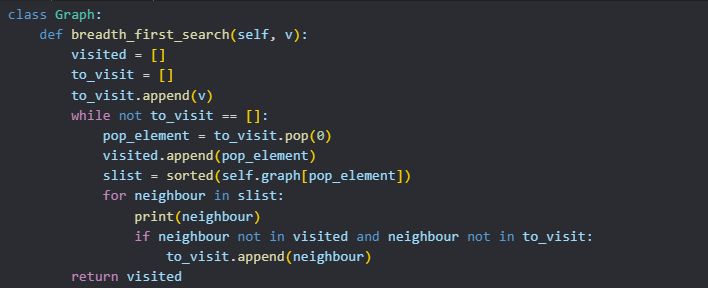 class Graph:
    def breadth_first_search(self, v):
        visited = []
        to_visit = []
        to_visit.append(v)
        while not to_visit == []:
            pop_element = to_visit.pop(0)
            visited.append(pop_element)
            slist = sorted(self.graph[pop_element])
            for neighbour in slist:
                print(neighbour)
                if neighbour not in visited and neighbour not in to_visit:
                    to_visit.append(neighbour)
        return visited